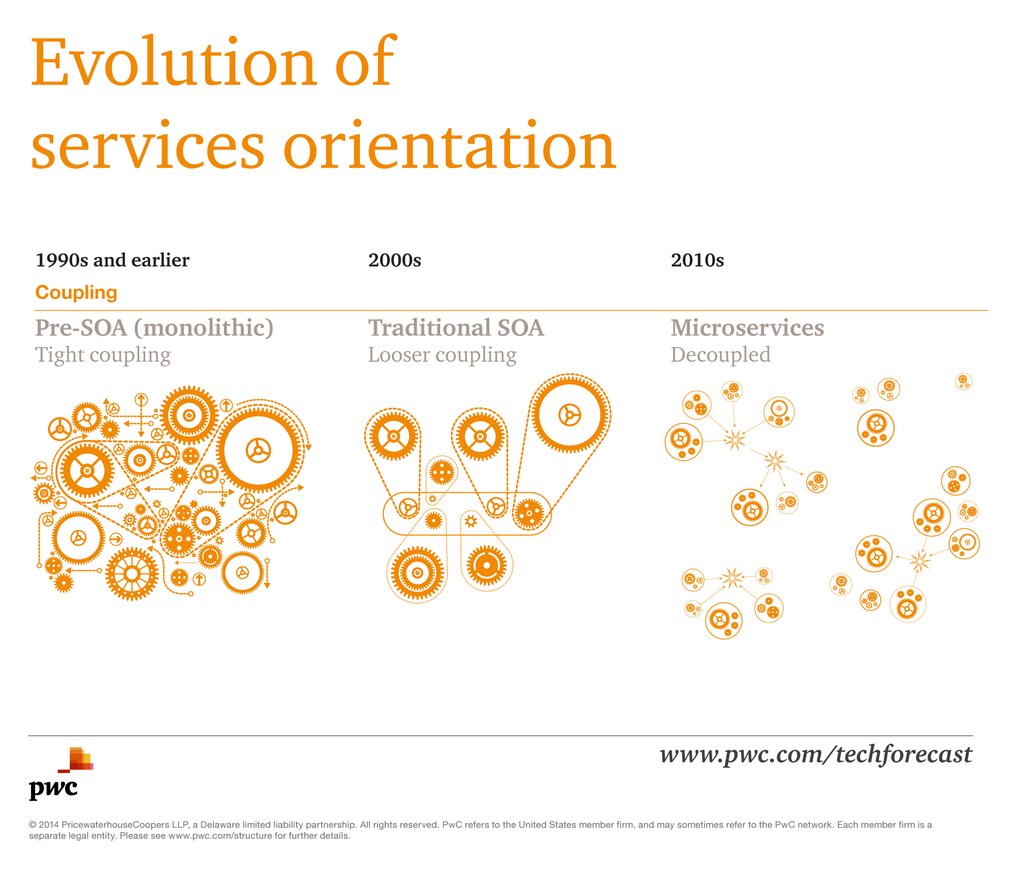 Evolution of
services orientation
1990s and earlier
2000s
2010s
Coupling
Pre-SOA (monolithic)
Traditional SOA
Microservices
Tight coupling
Looser coupling
Decoupled
www.pwc.com/techforecast
pwc
© 2014 PricewaterhouseCoopers LLP, a Delaware limited liability partnership. All rights reserved. PwC refers to the United States member firm, and may sometimes refer to the PwC network. Each member firm is a
separate legal entity. Please see www.pwc.com/structure for further details.